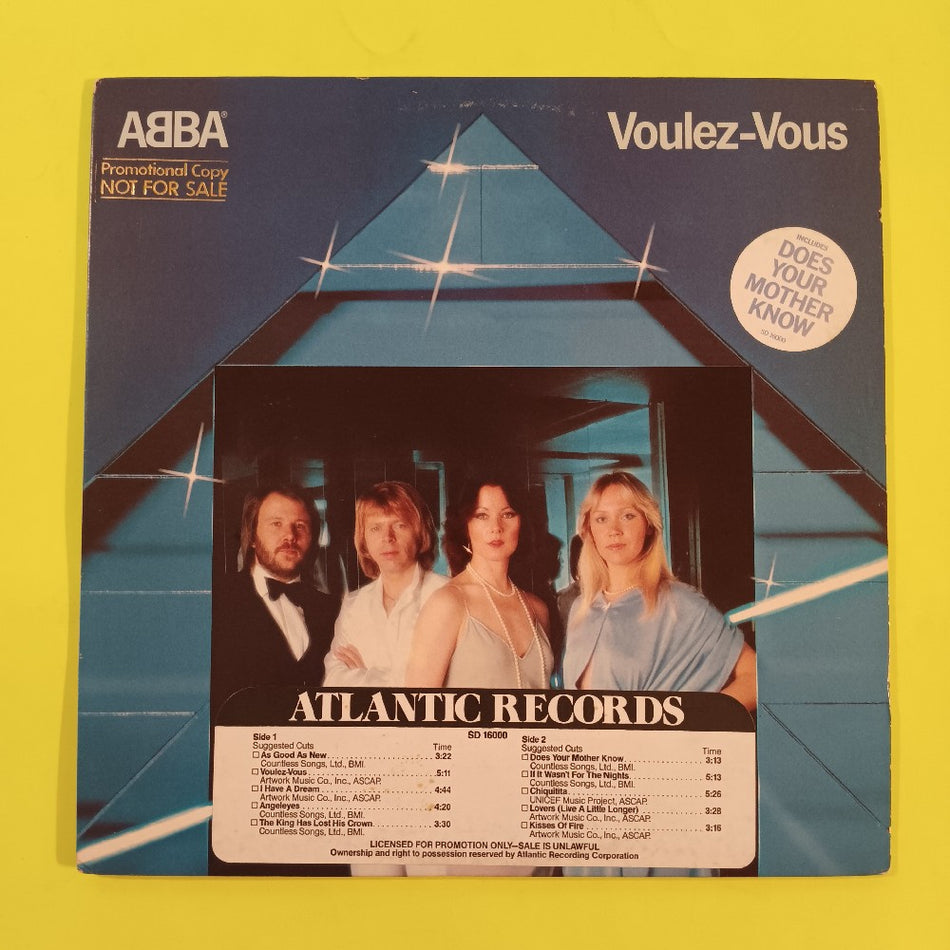 ABBA®
Voulez-Vous
Promotional Copy
NOT FOR SALE
INCLUDES
DOES
YOUR
MOTHER
KNOW
SD 16000
ATLANTIC RECORDS
SD 16000
Side 1
Suggested Cuts Time
As Good As New 3:22
Countless Songs, Ltd., BMI.
Voulez-Vous 5:11
Artwork Music Co., Inc., ASCAP.
I Have A Dream 4:44
Artwork Music Co., Inc., ASCAP.
Angeleyes 4:20
Countless Songs, Ltd., BMI.
The King Has Lost His Crown 3:30
Countless Songs, Ltd., BMI.
Side 2
Suggested Cuts Time
Does Your Mother Know 3:13
Countless Songs, Ltd., BMI.
If It Wasn't For The Nights 5:13
Countless Songs, Ltd., BMI.
Chiquitita 5:26
UNICEF Music Project, ASCAP.
Lovers (Live A Little Longer) 3:28
Artwork Music Co., Inc., ASCAP.
Kisses Of Fire 3:16
Artwork Music Co., Inc., ASCAP.
LICENSED FOR PROMOTION ONLY—SALE IS UNLAWFUL
Ownership and right to possession reserved by Atlantic Recording Corporation